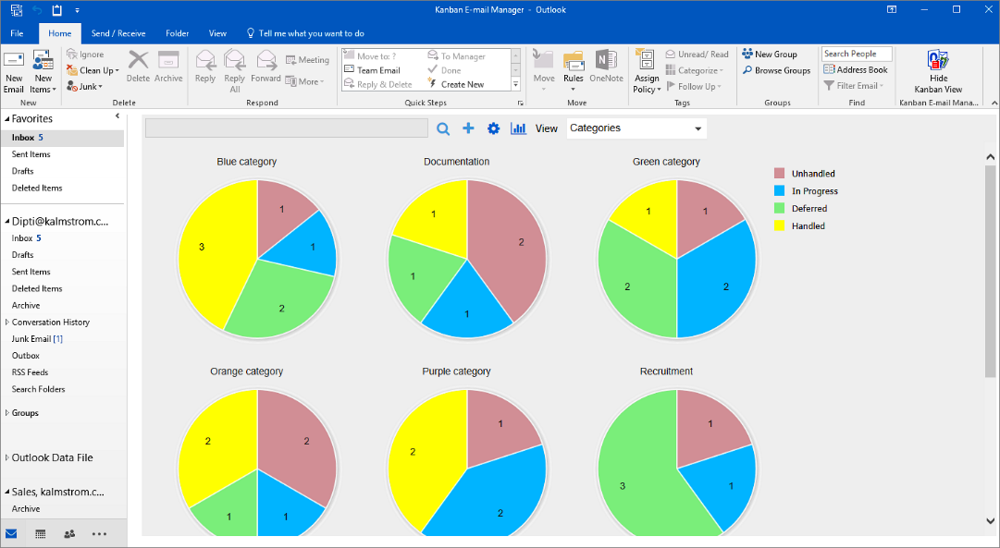 Kanban E-mail Manager - Outlook
File Home Send / Receive Folder View Tell me what you want to do
New Email
New Items
Ignore
Clean Up
Junk
Delete
Archive
Reply
Reply All
Forward
Meeting
More
Move to: ?
Team Email
Reply & Delete
To Manager
Done
Create New
Move
Rules
OneNote
Assign Policy
Unread/ Read
Categorize
Follow Up
New Group
Browse Groups
Search People
Address Book
Filter Email
Hide Kanban View
New Delete Respond Quick Steps Move Tags Groups Find Kanban E-mail Mana...
Favorites
Inbox 5
Sent Items
Drafts
Deleted Items
Dipti@kalmstrom.c...
Inbox 5
Drafts
Sent Items
Deleted Items
Archive
Conversation History
Junk Email [1]
Outbox
RSS Feeds
Search Folders
Groups
Outlook Data File
Sales, kalmstrom.c...
Archive
View Categories
Blue category
1
1
2
3
Documentation
2
1
1
1
Green category
1
2
2
1
Unhandled
In Progress
Deferred
Handled
Orange category
2
1
1
2
Purple category
1
2
2
Recruitment
1
1
3